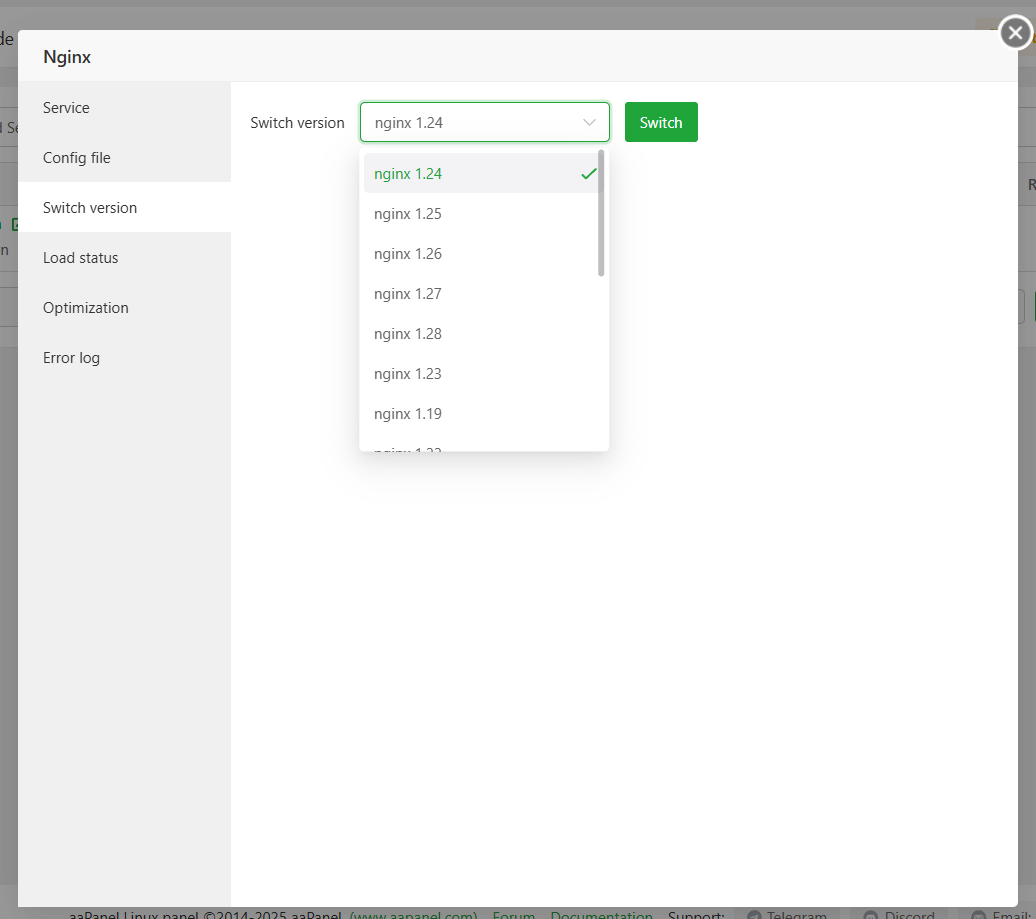 de
Nginx
Service
Config file
Switch version
Load status
Optimization
Error log
Switch version
nginx 1.24
Switch
nginx 1.24
nginx 1.25
nginx 1.26
nginx 1.27
nginx 1.28
nginx 1.23
nginx 1.19
Se
n
R
aaPanel Linux panel ©2014-2025 aaPanel (www.aapanel.com) Forum Documentation Support: Telegram Discord